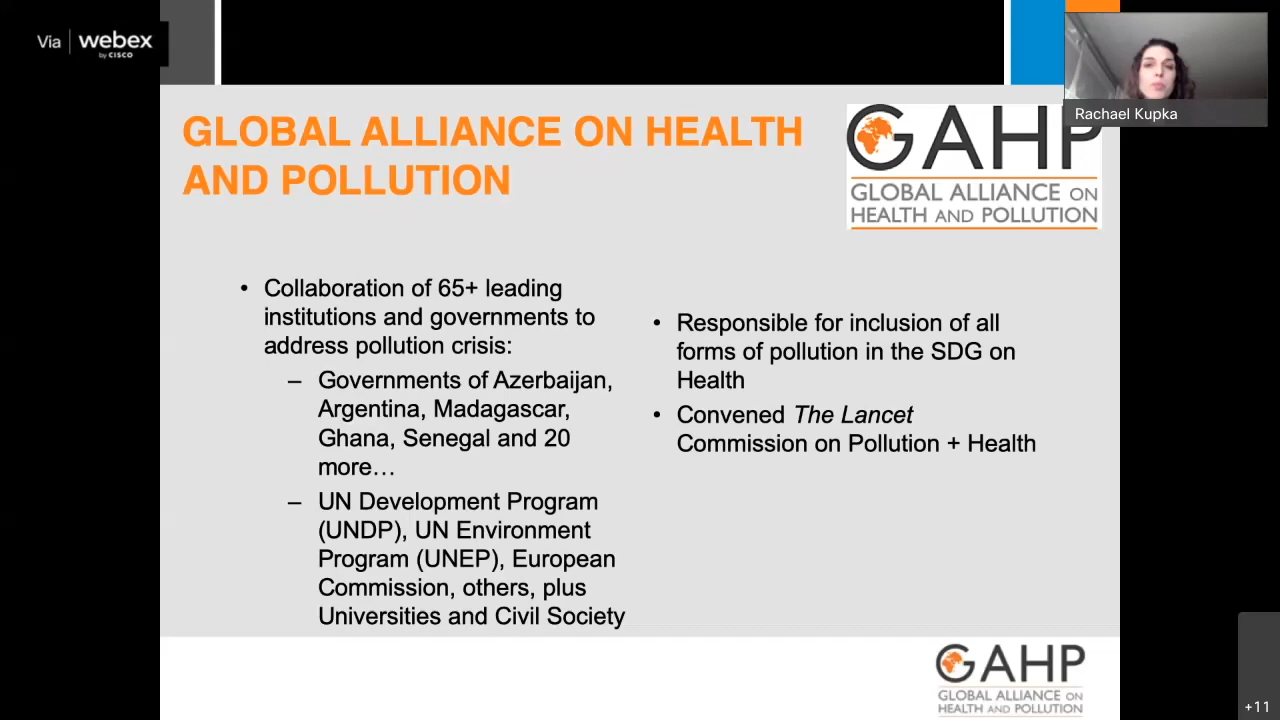 Via webex
by CISCO
Rachael Kupka
GLOBAL ALLIANCE ON HEALTH
AND POLLUTION
GAHP
GLOBAL ALLIANCE ON
HEALTH AND POLLUTION
• Collaboration of 65+ leading
institutions and governments to
address pollution crisis:
– Governments of Azerbaijan,
Argentina, Madagascar,
Ghana, Senegal and 20
more…
– UN Development Program
(UNDP), UN Environment
Program (UNEP), European
Commission, others, plus
Universities and Civil Society
• Responsible for inclusion of all
forms of pollution in the SDG on
Health
• Convened The Lancet
Commission on Pollution + Health
GAHP
GLOBAL ALLIANCE ON
HEALTH AND POLLUTION
+11